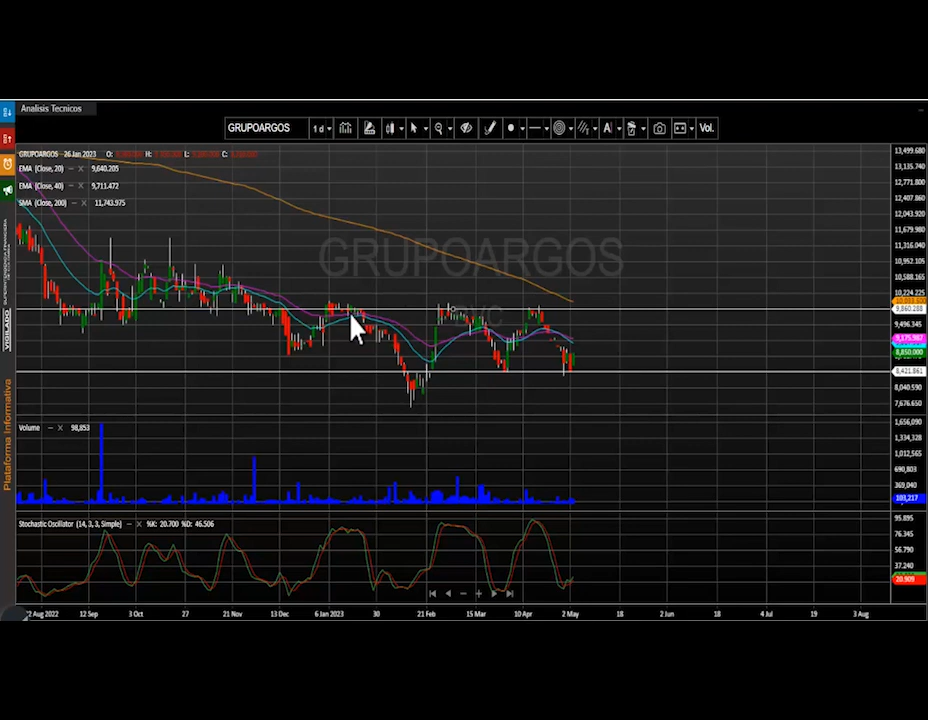 Analisis Tecnicos
GRUPOARGOS 1 d Vol.
GRUPOARGOS 26 Jan 2023 O: H: L: C:
EMA (Close, 20) 9,640.205
EMA (Close, 40) 9,711.472
SMA (Close, 200) 11,743.975
GRUPOARGOS
BVC
13,499.680
13,135.740
12,771.800
12,407.860
12,043.920
11,679.980
11,316.040
10,952.105
10,588.165
10,224.225
9,860.288
9,496.345
9,175.987
8,850.000
8,421.861
8,040.590
7,676.650
Volume 98,853
1,656,090
1,334,328
1,012,565
690,803
369,040
103,217
Stochastic Oscillator (14, 3, 3, Simple) %K: 20.700 %D: 46.506
95.895
76.345
56.790
37.240
20.909
22 Aug 2022 12 Sep 3 Oct 27 21 Nov 13 Dec 6 Jan 2023 30 21 Feb 15 Mar 10 Apr 2 May 18 2 Jun 18 4 Jul 19 3 Aug
VIGILADO
Plataforma Informativa